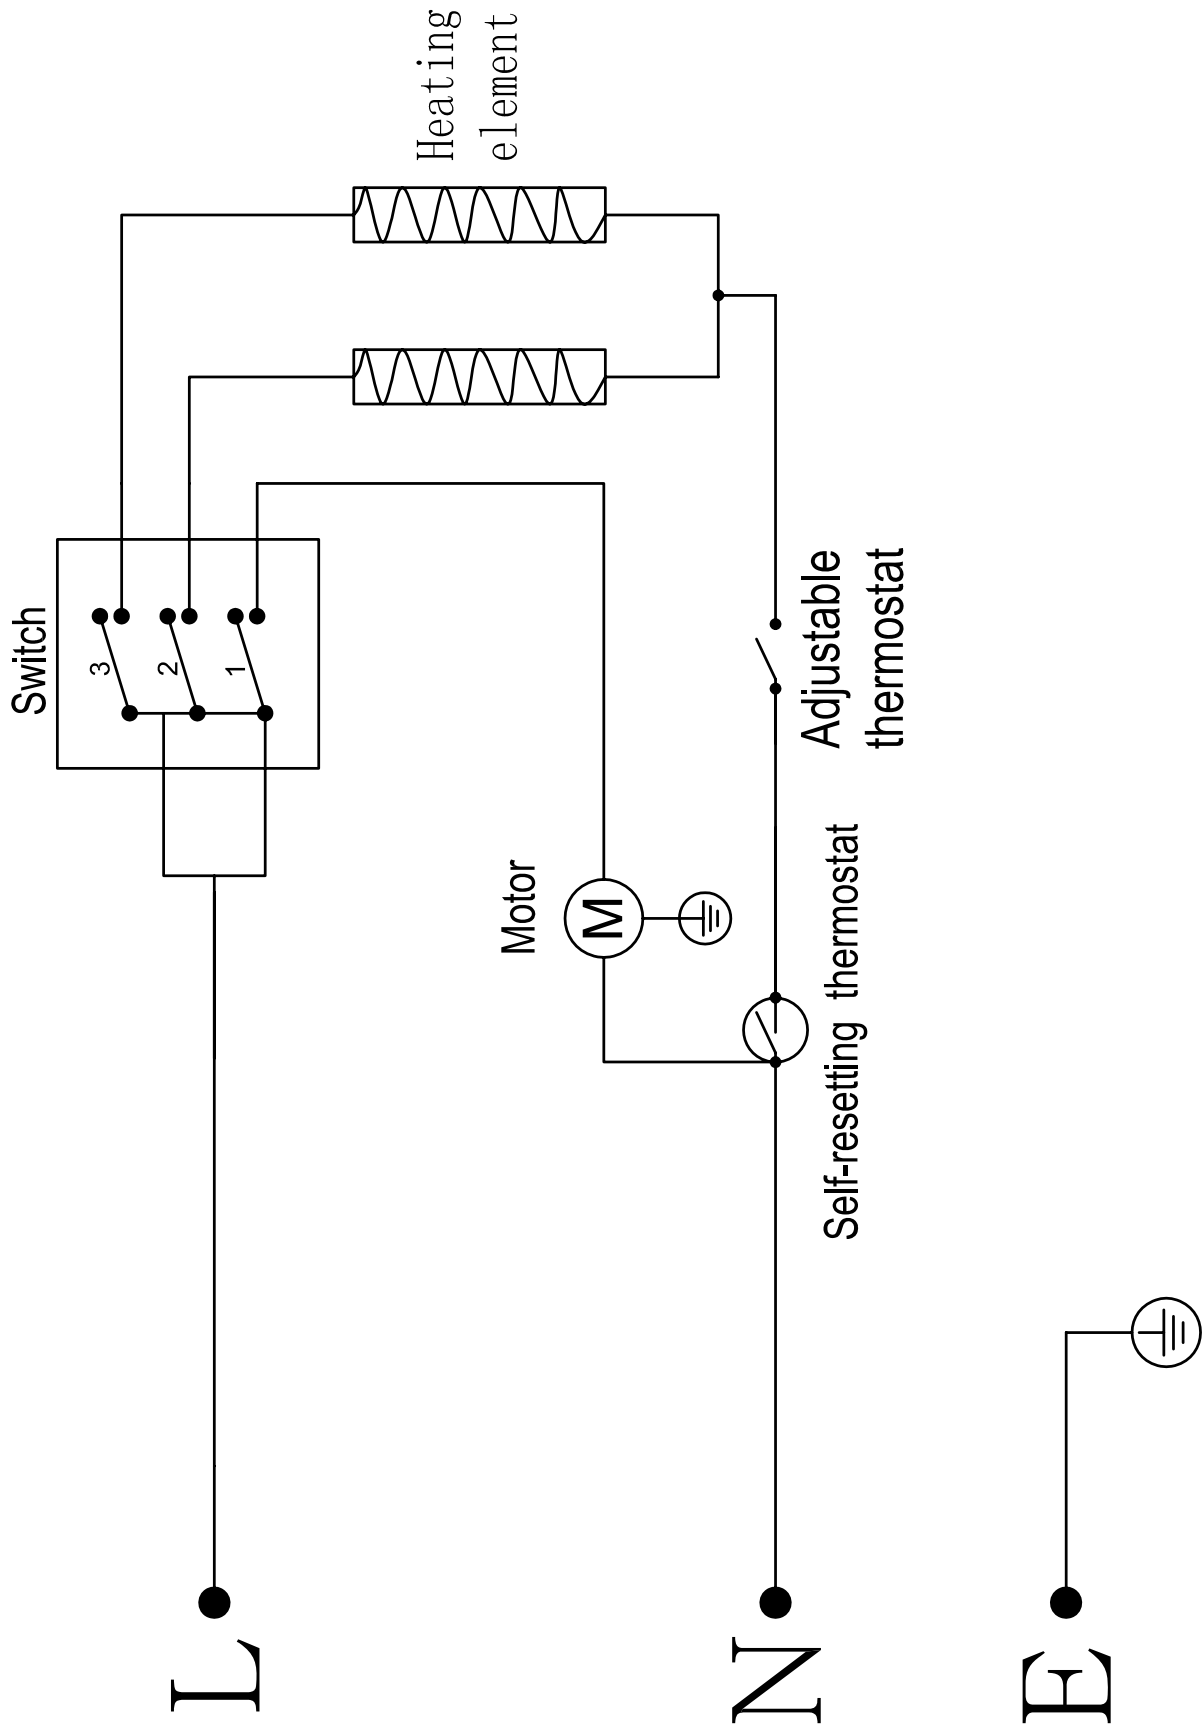 Switch
3
2
1
Heating
element
Motor
M
Adjustable
thermostat
Self-resetting thermostat
L
N
E